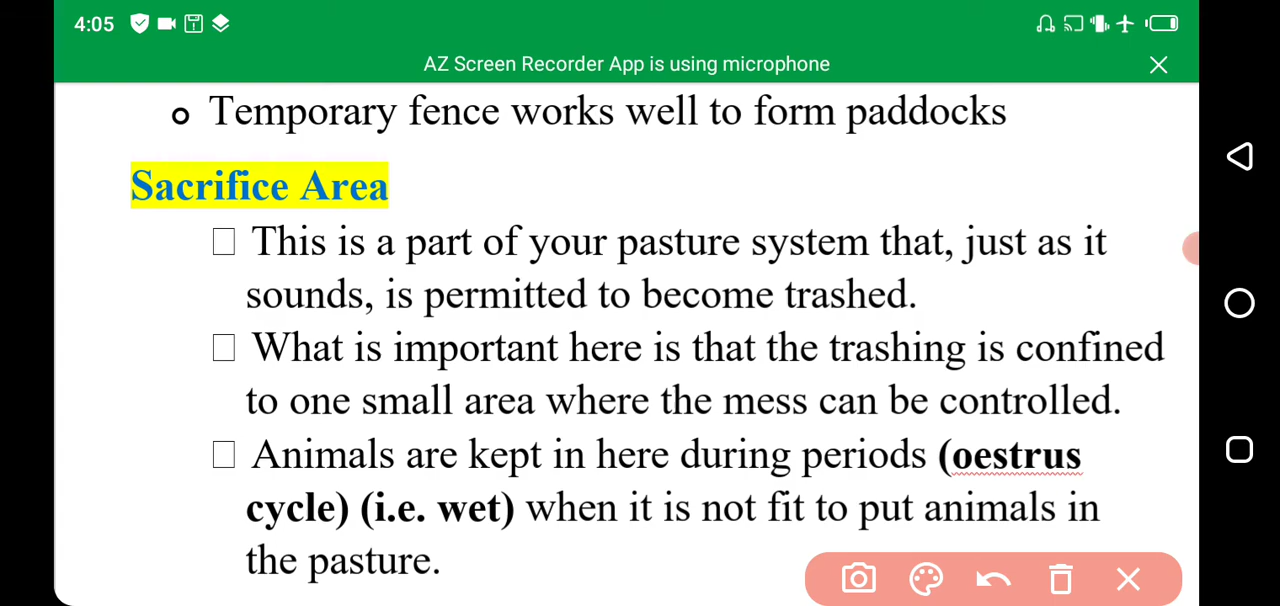 4:05
AZ Screen Recorder App is using microphone
Temporary fence works well to form paddocks
Sacrifice Area
This is a part of your pasture system that, just as it
sounds, is permitted to become trashed.
What is important here is that the trashing is confined
to one small area where the mess can be controlled.
Animals are kept in here during periods (oestrus
cycle) (i.e. wet) when it is not fit to put animals in
the pasture.